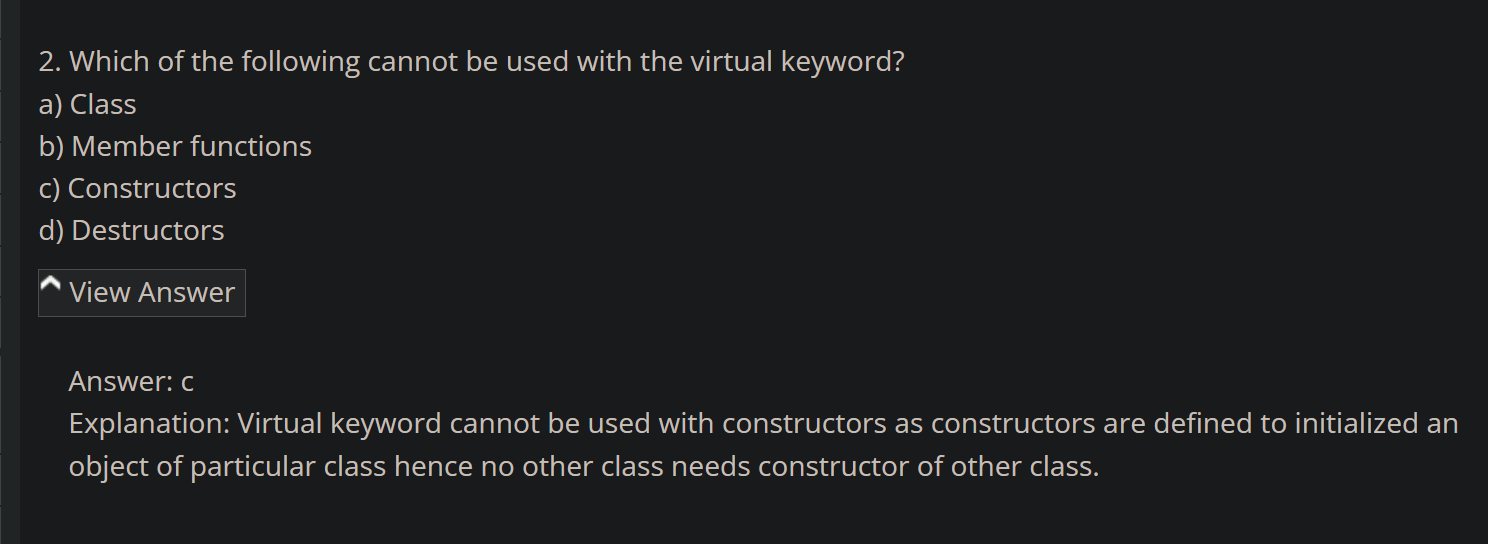 2. Which of the following cannot be used with the virtual keyword?
a) Class
b) Member functions
c) Constructors
d) Destructors
View Answer
Answer: c
Explanation: Virtual keyword cannot be used with constructors as constructors are defined to initialized an
object of particular class hence no other class needs constructor of other class.